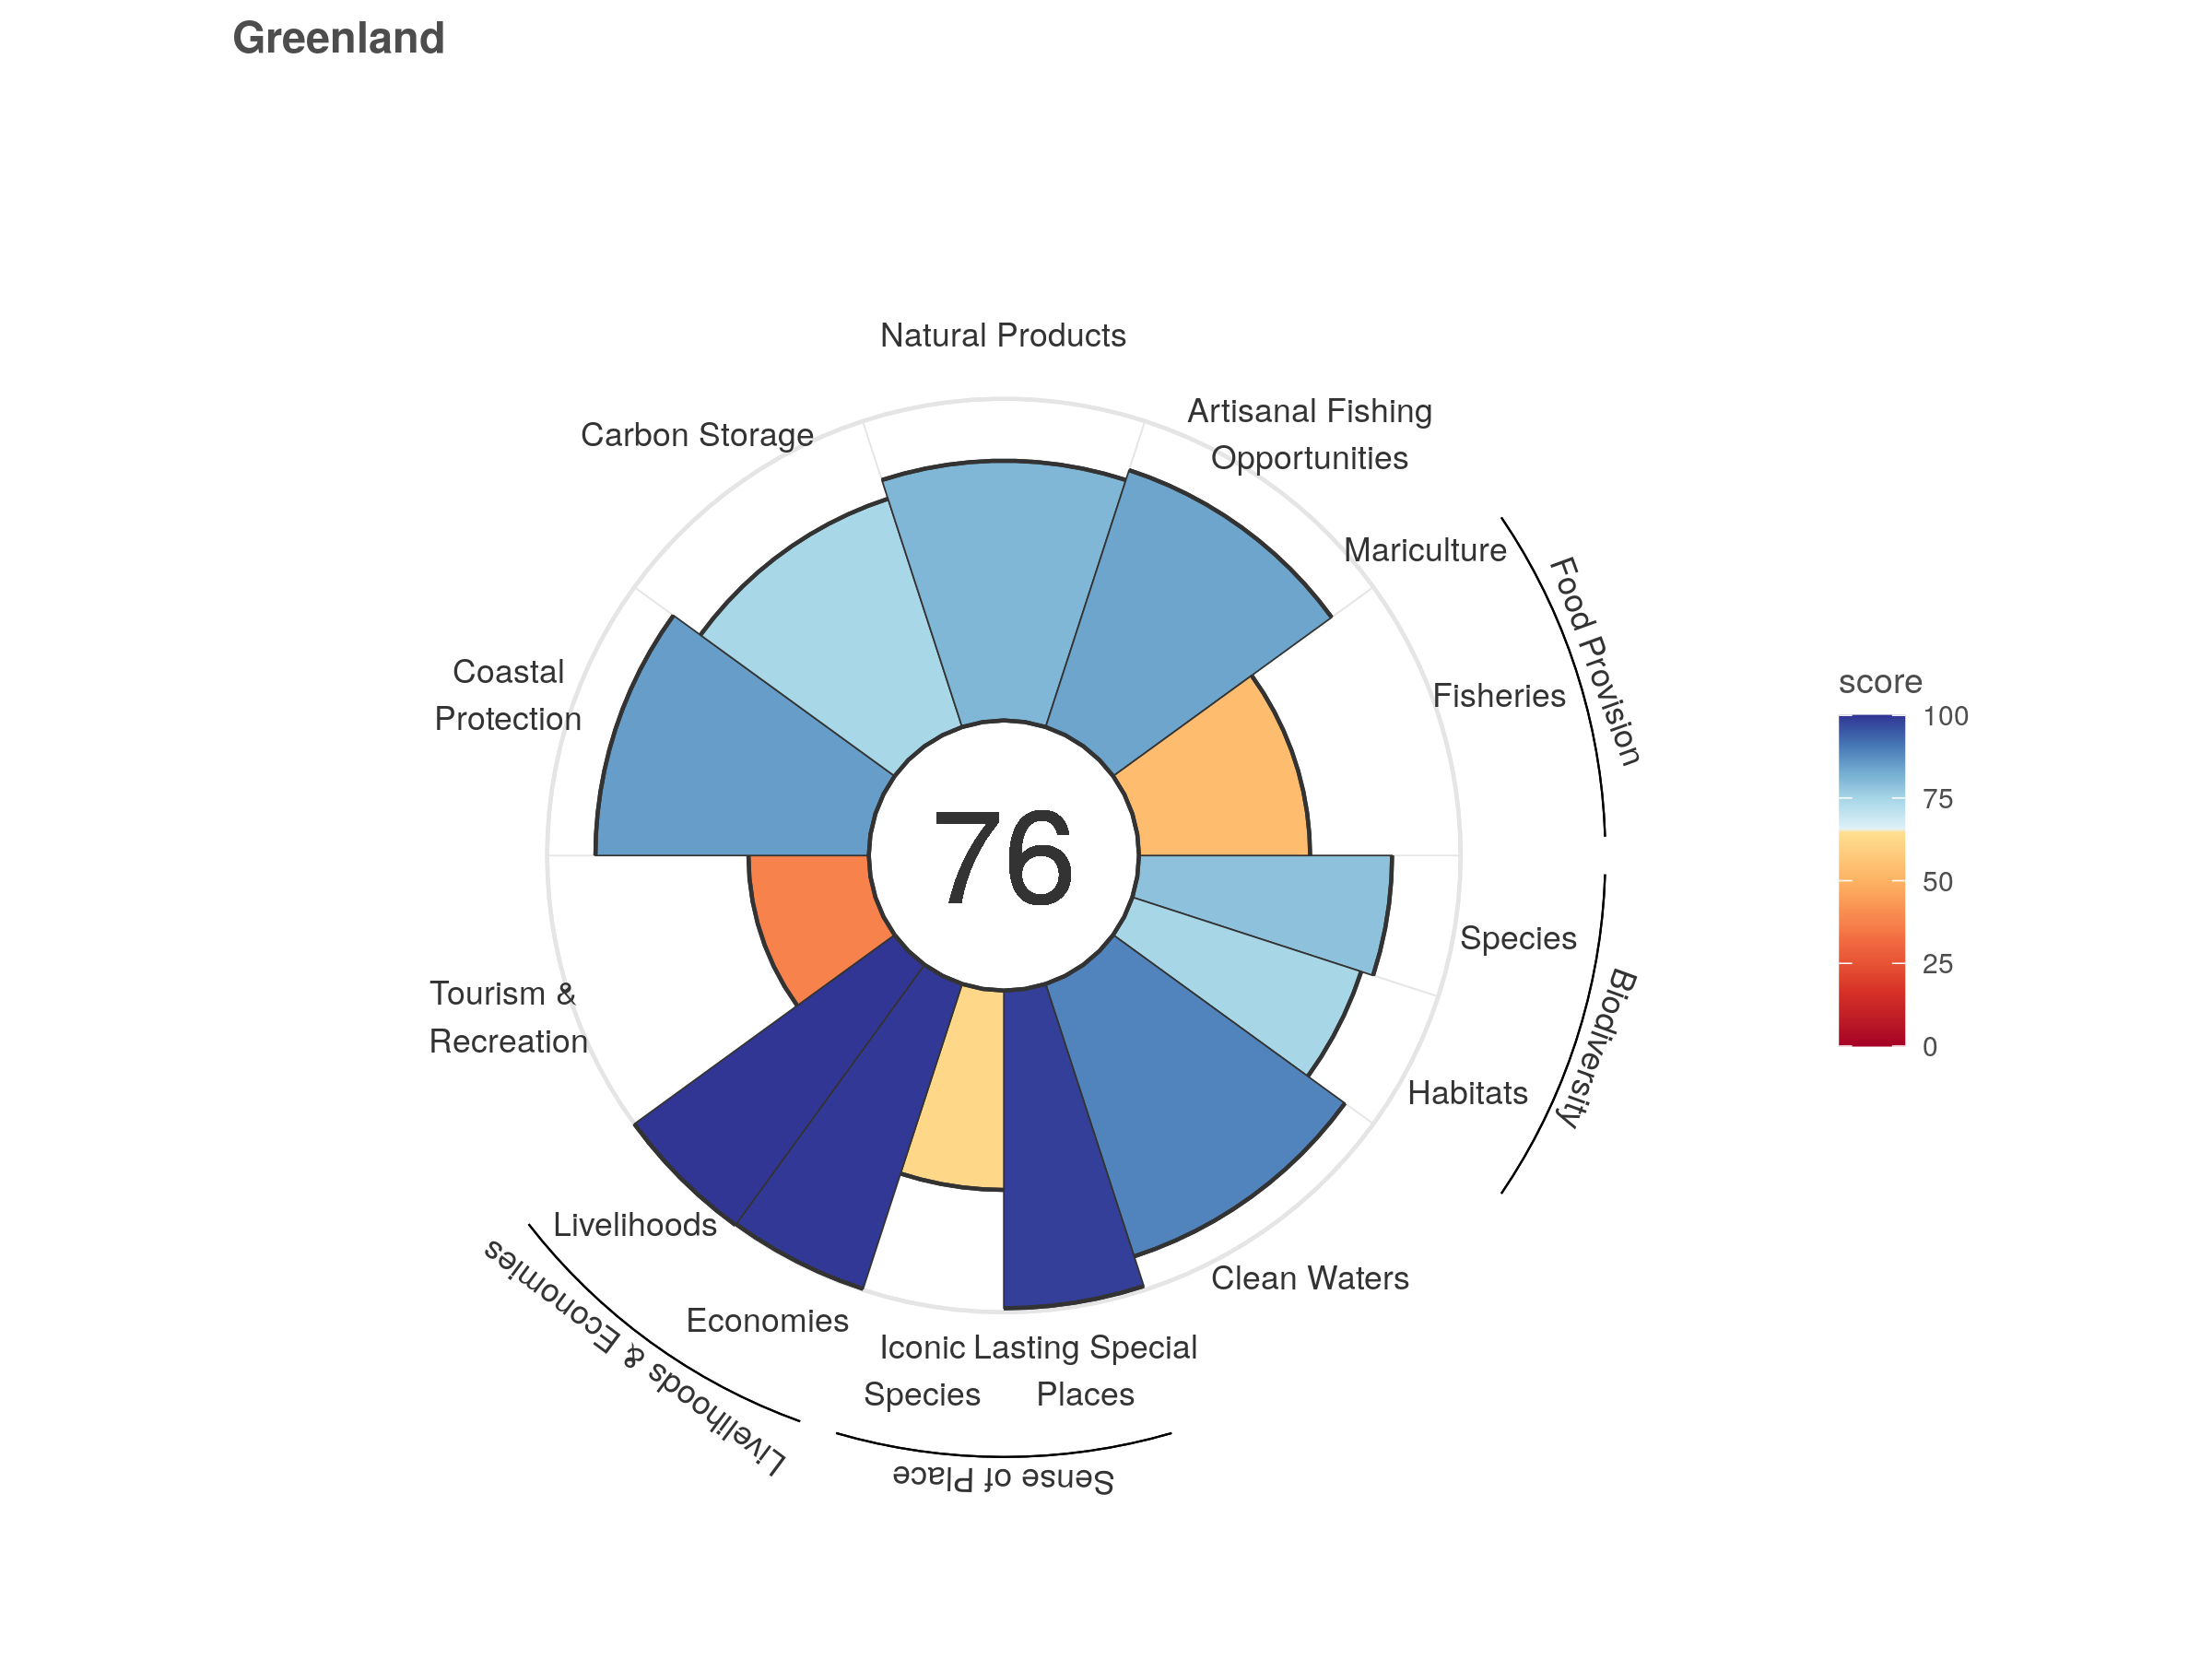 Greenland
Natural Products
Artisanal Fishing
Opportunities
Carbon Storage
Mariculture
Food Provision
Coastal
Protection
Fisheries
score
100
75
50
25
0
76
Species
Biodiversity
Tourism &
Recreation
Habitats
Livelihoods
Livelihoods & Economies
Clean Waters
Economies
Iconic
Species
Lasting Special
Places
Sense of Place